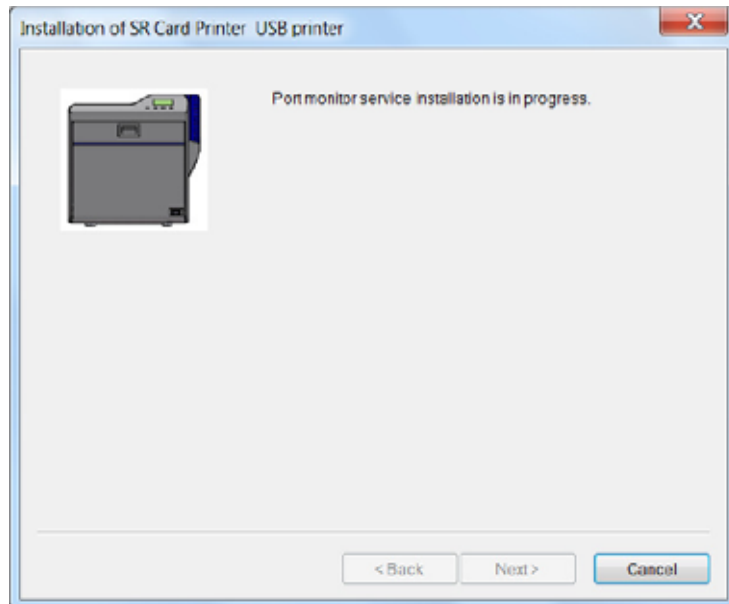 Installation of SR Card Printer USB printer
Port monitor service installation is in progress.
< Back Next > Cancel